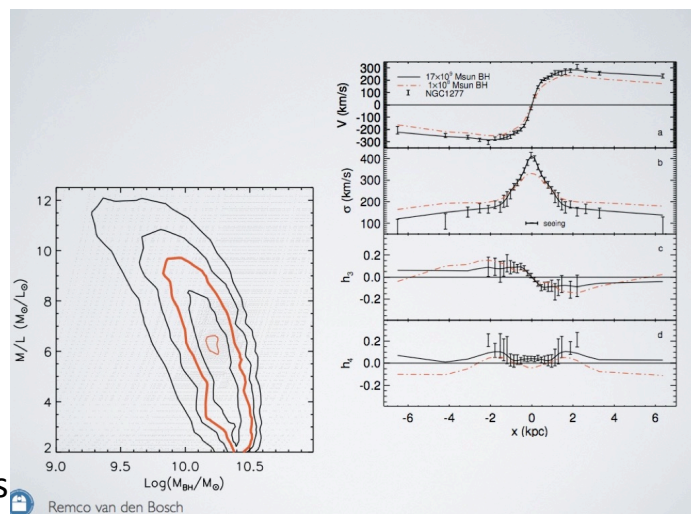 17×10⁹ Msun BH
1×10⁹ Msun BH
NGC1277
V (km/s)
300
200
100
0
-100
-200
-300
a
σ (km/s)
400
300
200
100
b
seeing
h₃
0.2
0.0
-0.2
c
h₄
0.2
0.0
-0.2
d
-6 -4 -2 0 2 4 6
x (kpc)
M/L (M⊙/L⊙)
12
10
8
6
4
2
9.0 9.5 10.0 10.5
Log(M_BH/M⊙)
s
Remco van den Bosch